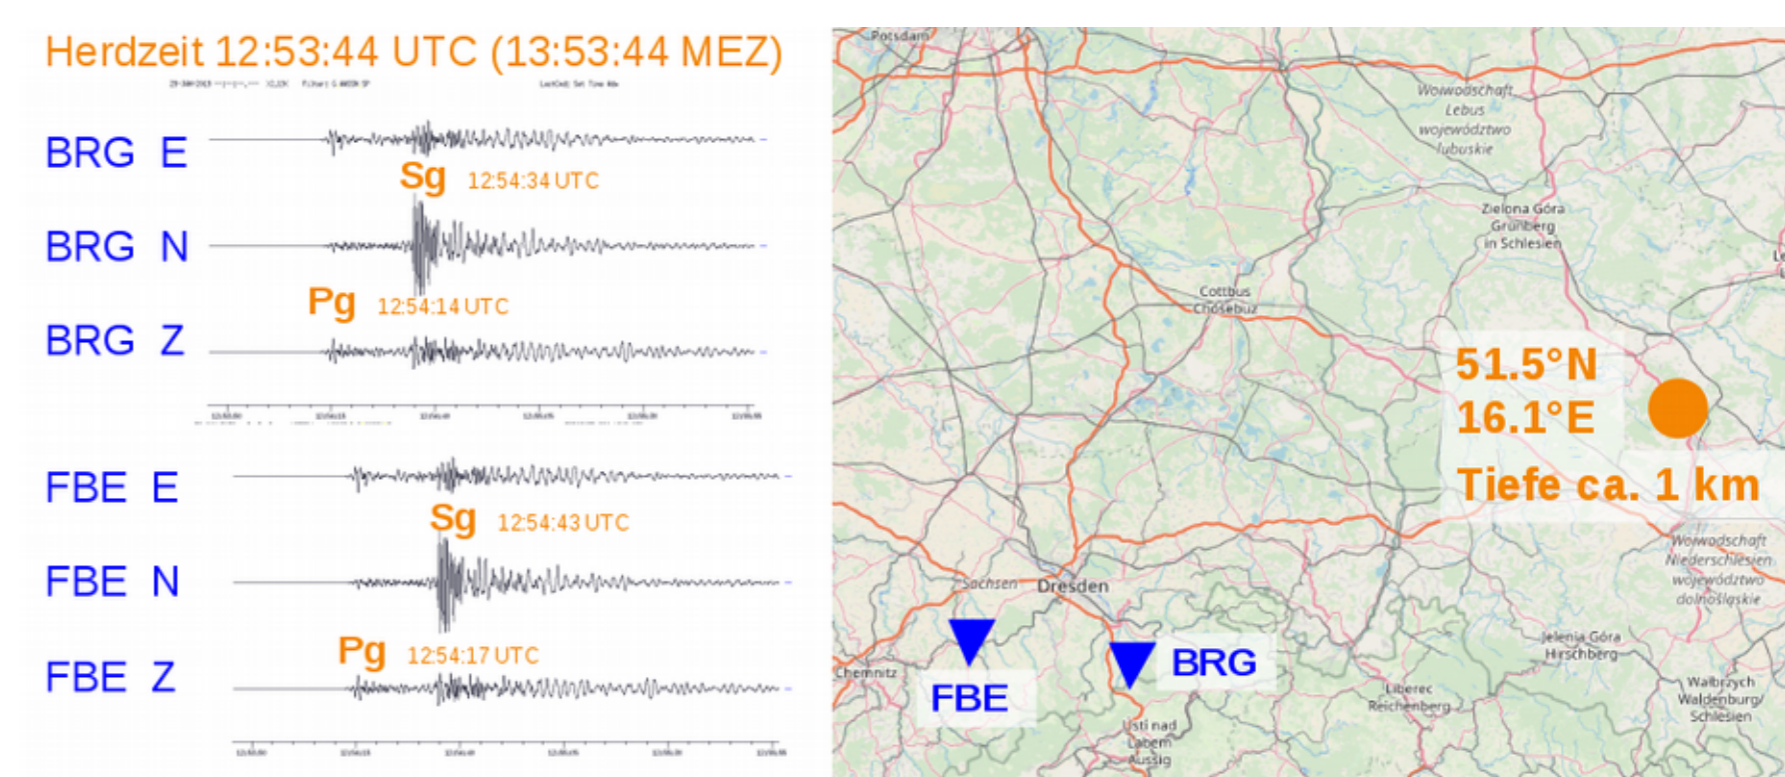 Herdzeit 12:53:44 UTC (13:53:44 MEZ)
BRG E
Sg 12:54:34 UTC
BRG N
Pg 12:54:14 UTC
BRG Z
FBE E
Sg 12:54:43 UTC
FBE N
Pg 12:54:17 UTC
FBE Z
Potsdam
Woiwodschaft
Lebus
województwo
lubuskie
Zielona Góra
Grünberg
in Schlesien
Cottbus
Chóśebuz
51.5°N
16.1°E
Tiefe ca. 1 km
Woiwodschaft
Niederschlesien
województwo
dolnośląskie
Sachsen
Dresden
Jelenia Góra
Hirschberg
BRG
Chemnitz
FBE
Liberec
Reichenberg
Wałbrzych
Waldenburg/
Schlesien
Ústí nad
Labem
Aussig